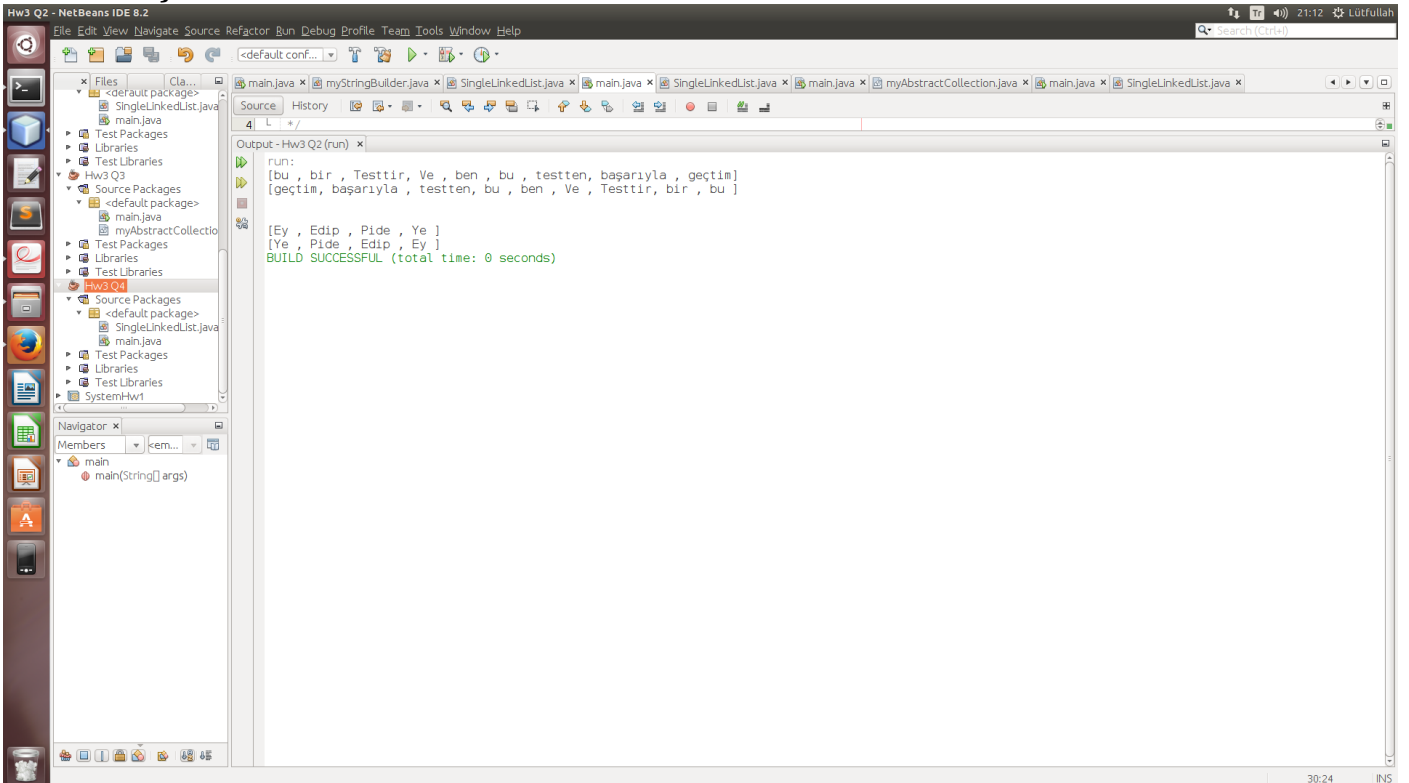 Hw3 Q2 - NetBeans IDE 8.2
Tr
21:12
Lütfullah
File Edit View Navigate Source Refactor Run Debug Profile Team Tools Window Help
Search (Ctrl+I)
<default conf...
Files
Cla...
<default package>
SingleLinkedList.java
main.java
Test Packages
Libraries
Test Libraries
Hw3 Q3
Source Packages
<default package>
main.java
myAbstractCollectio
Test Packages
Libraries
Test Libraries
Hw3 Q4
Source Packages
<default package>
SingleLinkedList.java
main.java
Test Packages
Libraries
Test Libraries
SystemHw1
Navigator
Members
<em...
main
main(String[] args)
main.java
myStringBuilder.java
SingleLinkedList.java
main.java
SingleLinkedList.java
main.java
myAbstractCollection.java
main.java
SingleLinkedList.java
Source
History
4 */
Output - Hw3 Q2 (run)
run:
[bu , bir , Testtir, Ve , ben , bu , testten, başarıyla , geçtim]
[geçtim, başarıyla , testten, bu , ben , Ve , Testtir, bir , bu ]
[Ey , Edip , Pide , Ye ]
[Ye , Pide , Edip , Ey ]
BUILD SUCCESSFUL (total time: 0 seconds)
30:24
INS